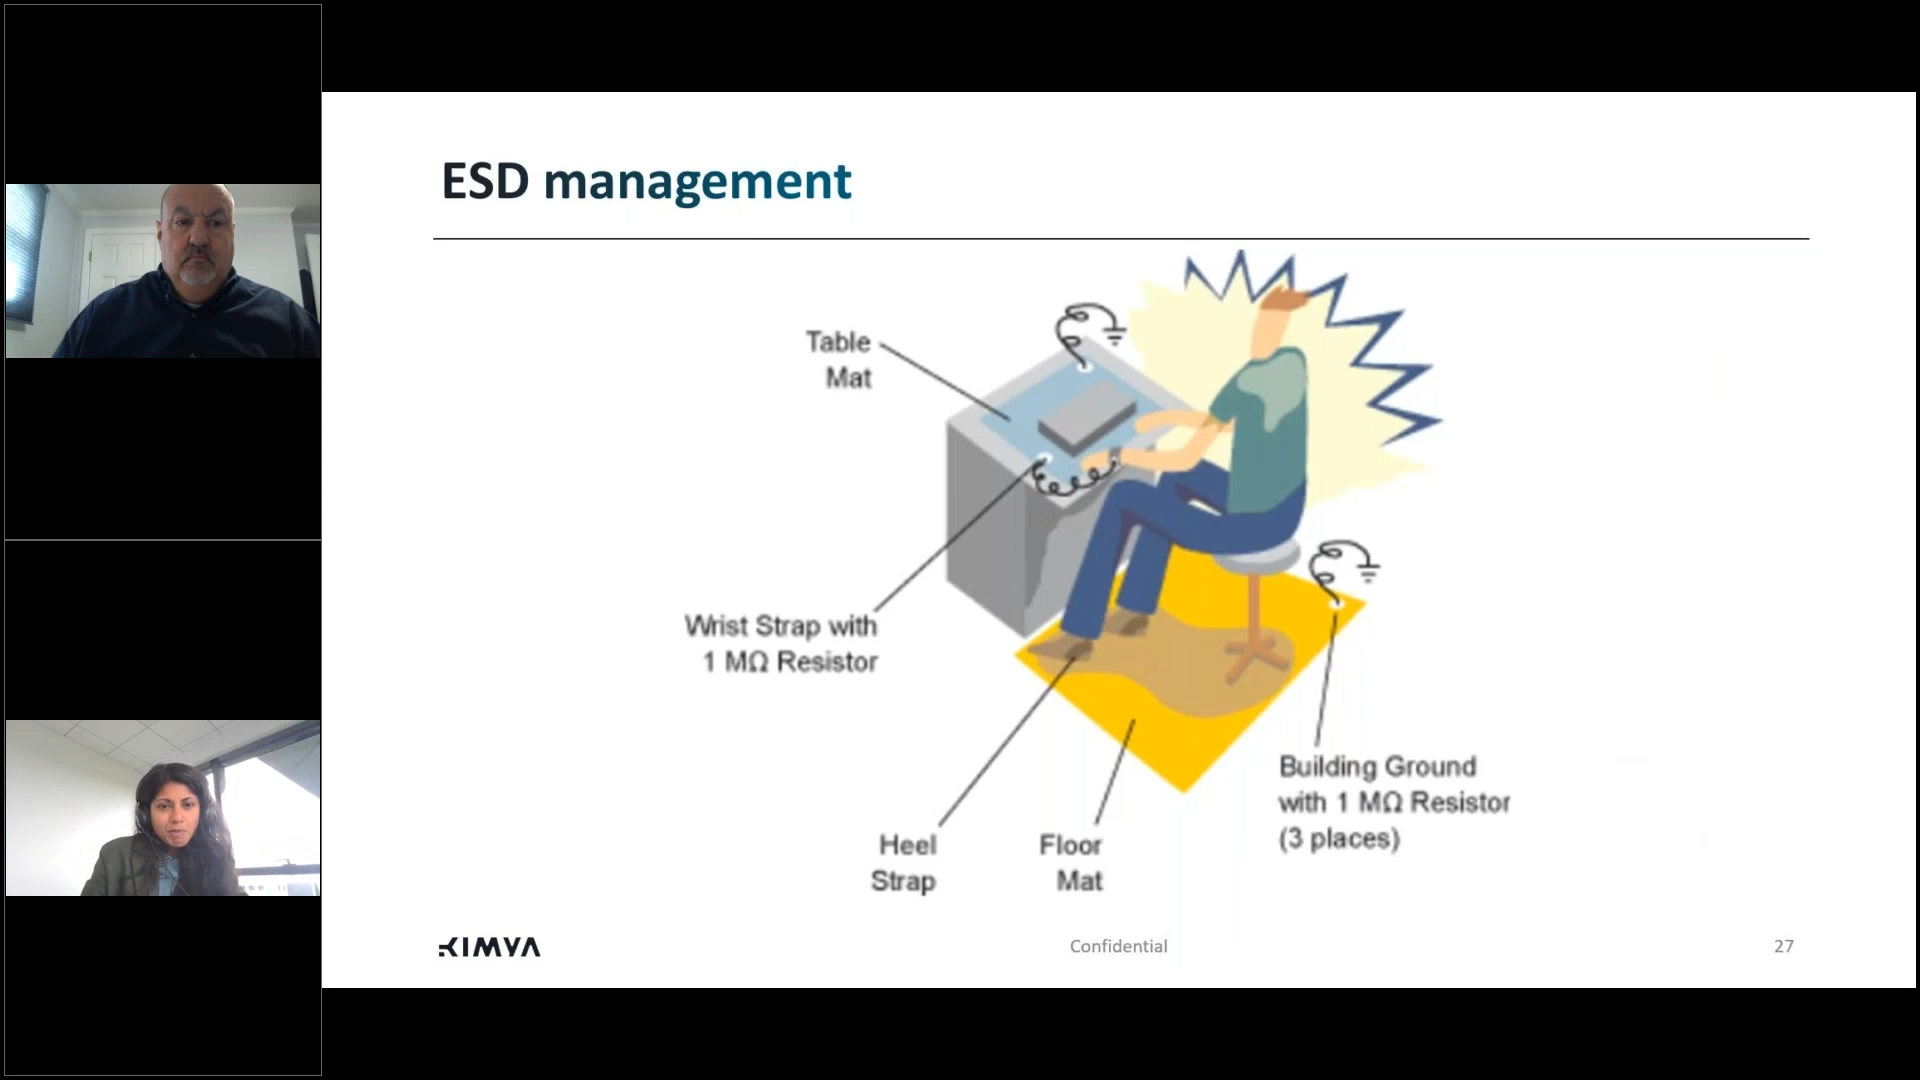 ESD management
Table
Mat
Wrist Strap with
1 MΩ Resistor
Heel
Strap
Floor
Mat
Building Ground
with 1 MΩ Resistor
(3 places)
KIMYA
Confidential
27